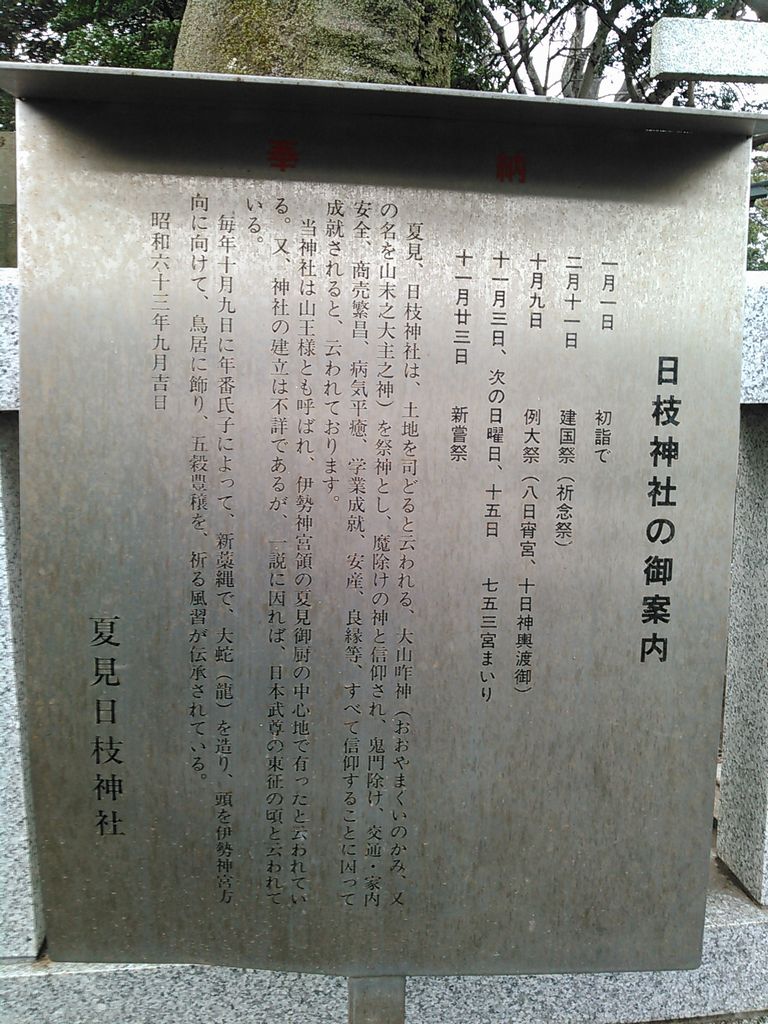 奉納
日枝神社の御案内
一月一日 初詣で
二月十一日 建国祭（祈念祭）
十月九日 例大祭（八日宵宮、十日神輿渡御）
十一月三日、次の日曜日、十五日 七五三宮まいり
十一月廿三日 新嘗祭
夏見、日枝神社は、土地を司どると云われる、大山咋神（おおやまくいのかみ、又
の名を山末之大主之神）を祭神とし、魔除けの神と信仰され、鬼門除け、交通・家内
安全、商売繁昌、病気平癒、学業成就、安産、良縁等、すべて信仰することに因って
成就されると、云われております。
当神社は山王様とも呼ばれ、伊勢神宮領の夏見御厨の中心地で有ったと云われてい
る。又、神社の建立は不詳であるが、一説に因れば、日本武尊の東征の頃と云われて
いる。
毎年十月九日に年番氏子によって、新藁縄で、大蛇（龍）を造り、頭を伊勢神宮方
向に向けて、鳥居に飾り、五穀豊穣を、祈る風習が伝承されている。
昭和六十三年九月吉日
夏見日枝神社